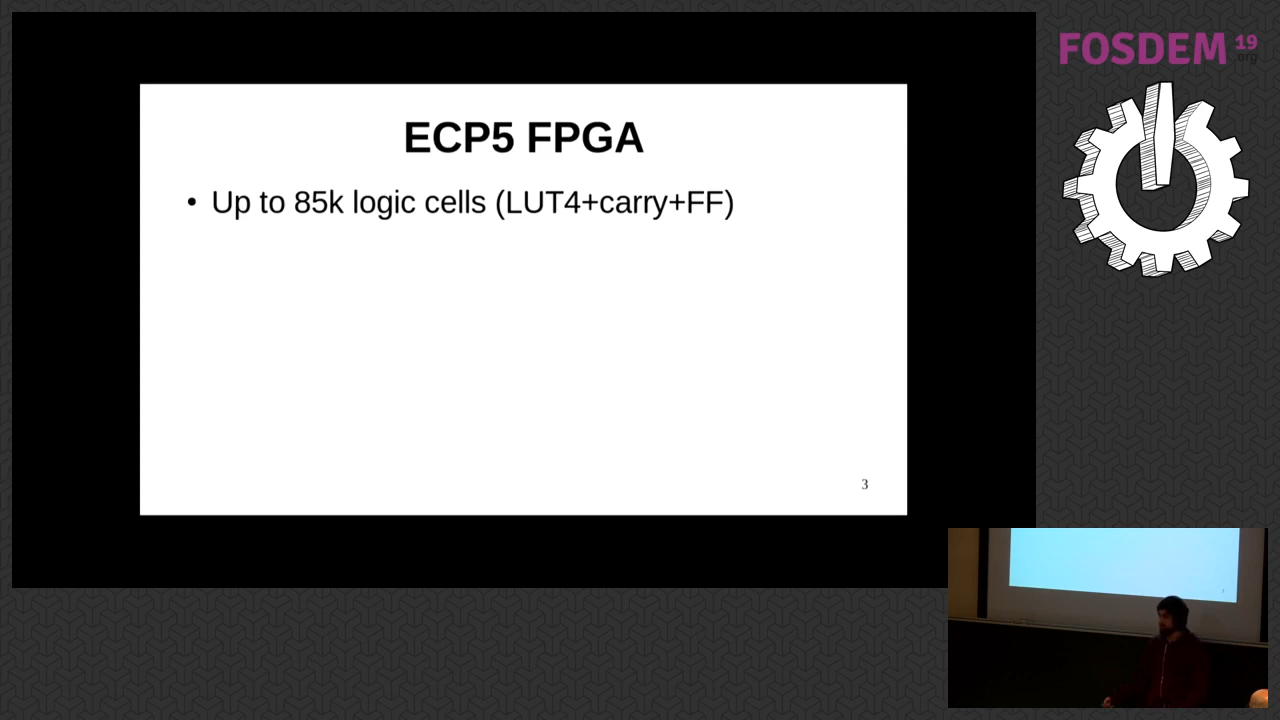 FOSDEM 19
.org
ECP5 FPGA
• Up to 85k logic cells (LUT4+carry+FF)
3